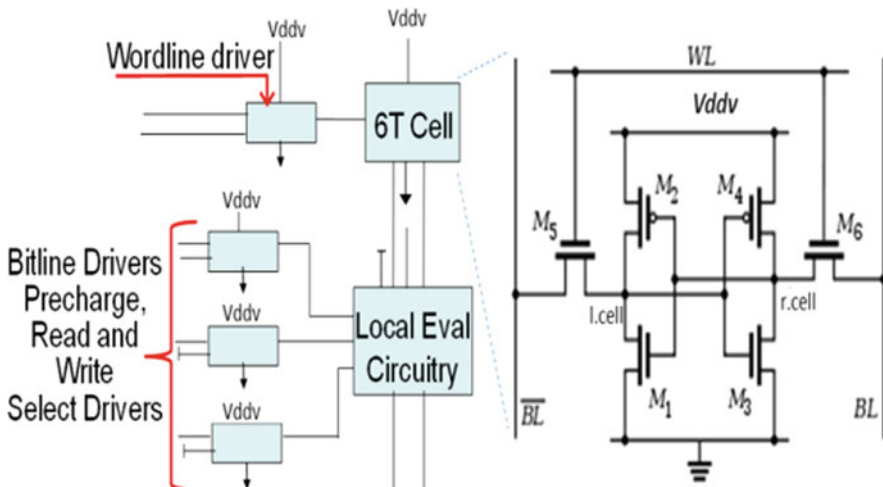 Wordline driver
Vddv
Vddv
6T Cell
Bitline Drivers
Precharge,
Read and
Write
Select Drivers
Vddv
Vddv
Vddv
Local Eval
Circuitry
WL
Vddv
M2
M4
M5
M6
l.cell
r.cell
M1
M3
BL
BL